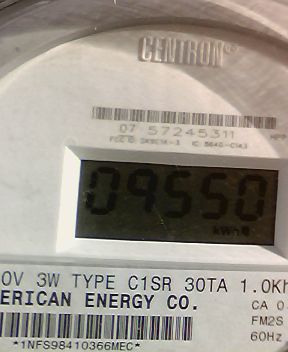 CENTRON®
07 57245311
09550
kWh
0V 3W TYPE C1SR 30TA 1.0Kh
ERICAN ENERGY CO.
CA 0
FM2S
60Hz
*1NFS98410366MEC*